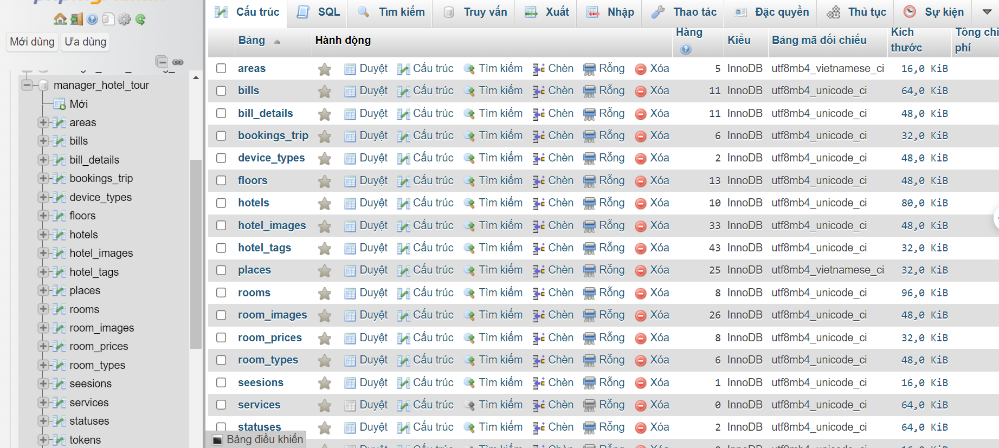 Mới dùng Ưa dùng
manager_hotel_tour
Mới
areas
bills
bill_details
bookings_trip
device_types
floors
hotels
hotel_images
hotel_tags
places
rooms
room_images
room_prices
room_types
seesions
services
statuses
tokens
Cấu trúc SQL Tìm kiếm Truy vấn Xuất Nhập Thao tác Đặc quyền Thủ tục Sự kiện
Bảng Hành động Hàng Kiểu Bảng mã đối chiếu Kích thước Tổng chi phí
areas Duyệt Cấu trúc Tìm kiếm Chèn Rỗng Xóa 5 InnoDB utf8mb4_vietnamese_ci 16,0 KiB
bills Duyệt Cấu trúc Tìm kiếm Chèn Rỗng Xóa 11 InnoDB utf8mb4_unicode_ci 64,0 KiB
bill_details Duyệt Cấu trúc Tìm kiếm Chèn Rỗng Xóa 11 InnoDB utf8mb4_unicode_ci 48,0 KiB
bookings_trip Duyệt Cấu trúc Tìm kiếm Chèn Rỗng Xóa 6 InnoDB utf8mb4_unicode_ci 32,0 KiB
device_types Duyệt Cấu trúc Tìm kiếm Chèn Rỗng Xóa 2 InnoDB utf8mb4_unicode_ci 48,0 KiB
floors Duyệt Cấu trúc Tìm kiếm Chèn Rỗng Xóa 13 InnoDB utf8mb4_unicode_ci 48,0 KiB
hotels Duyệt Cấu trúc Tìm kiếm Chèn Rỗng Xóa 10 InnoDB utf8mb4_unicode_ci 80,0 KiB
hotel_images Duyệt Cấu trúc Tìm kiếm Chèn Rỗng Xóa 33 InnoDB utf8mb4_unicode_ci 48,0 KiB
hotel_tags Duyệt Cấu trúc Tìm kiếm Chèn Rỗng Xóa 43 InnoDB utf8mb4_unicode_ci 32,0 KiB
places Duyệt Cấu trúc Tìm kiếm Chèn Rỗng Xóa 25 InnoDB utf8mb4_vietnamese_ci 32,0 KiB
rooms Duyệt Cấu trúc Tìm kiếm Chèn Rỗng Xóa 8 InnoDB utf8mb4_unicode_ci 96,0 KiB
room_images Duyệt Cấu trúc Tìm kiếm Chèn Rỗng Xóa 26 InnoDB utf8mb4_unicode_ci 48,0 KiB
room_prices Duyệt Cấu trúc Tìm kiếm Chèn Rỗng Xóa 8 InnoDB utf8mb4_unicode_ci 32,0 KiB
room_types Duyệt Cấu trúc Tìm kiếm Chèn Rỗng Xóa 6 InnoDB utf8mb4_unicode_ci 48,0 KiB
seesions Duyệt Cấu trúc Tìm kiếm Chèn Rỗng Xóa 1 InnoDB utf8mb4_unicode_ci 16,0 KiB
services Duyệt Cấu trúc Tìm kiếm Chèn Rỗng Xóa 0 InnoDB utf8mb4_unicode_ci 64,0 KiB
statuses Duyệt Cấu trúc Tìm kiếm Chèn Rỗng Xóa 2 InnoDB utf8mb4_unicode_ci 64,0 KiB
Bảng điều khiển